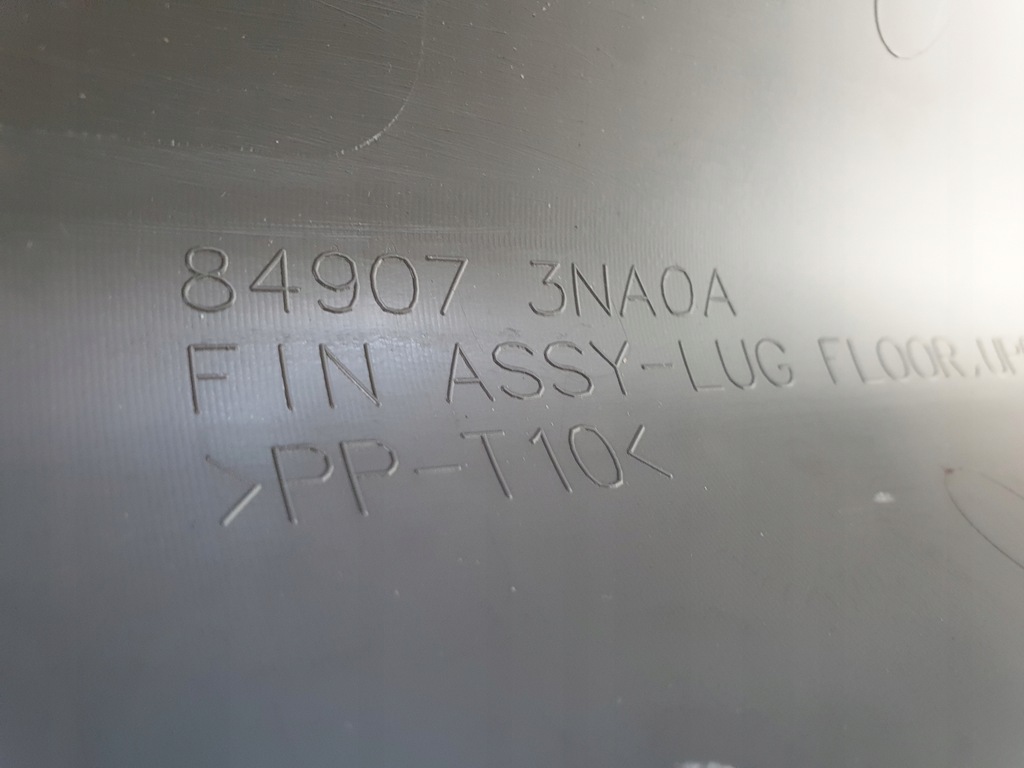 84907 3NA0A
FIN ASSY-LUG FLOOR,
>PP-T10<